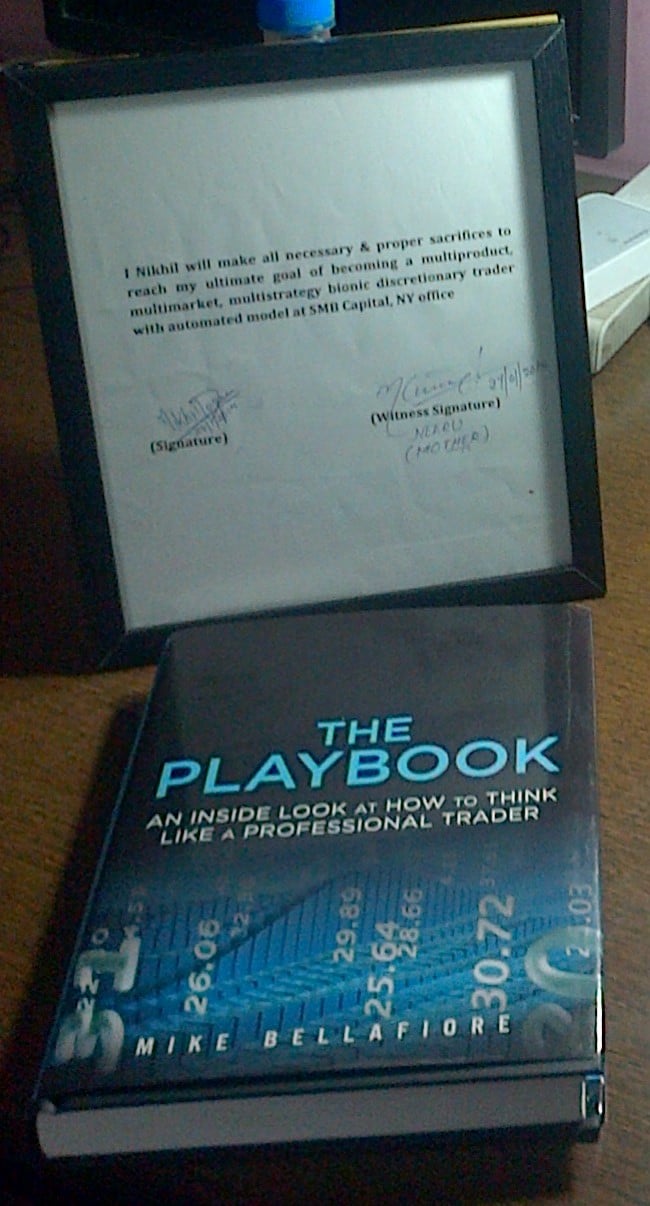 I Nikhil will make all necessary & proper sacrifices to
reach my ultimate goal of becoming a multiproduct,
multimarket, multistrategy bionic discretionary trader
with automated model at SMB Capital, NY office
(Signature)
(Witness Signature)
(MOTHER)
THE
PLAYBOOK
AN INSIDE LOOK AT HOW TO THINK
LIKE A PROFESSIONAL TRADER
26.06
29.89
25.64
28.66
30.72
MIKE BELLAFIORE